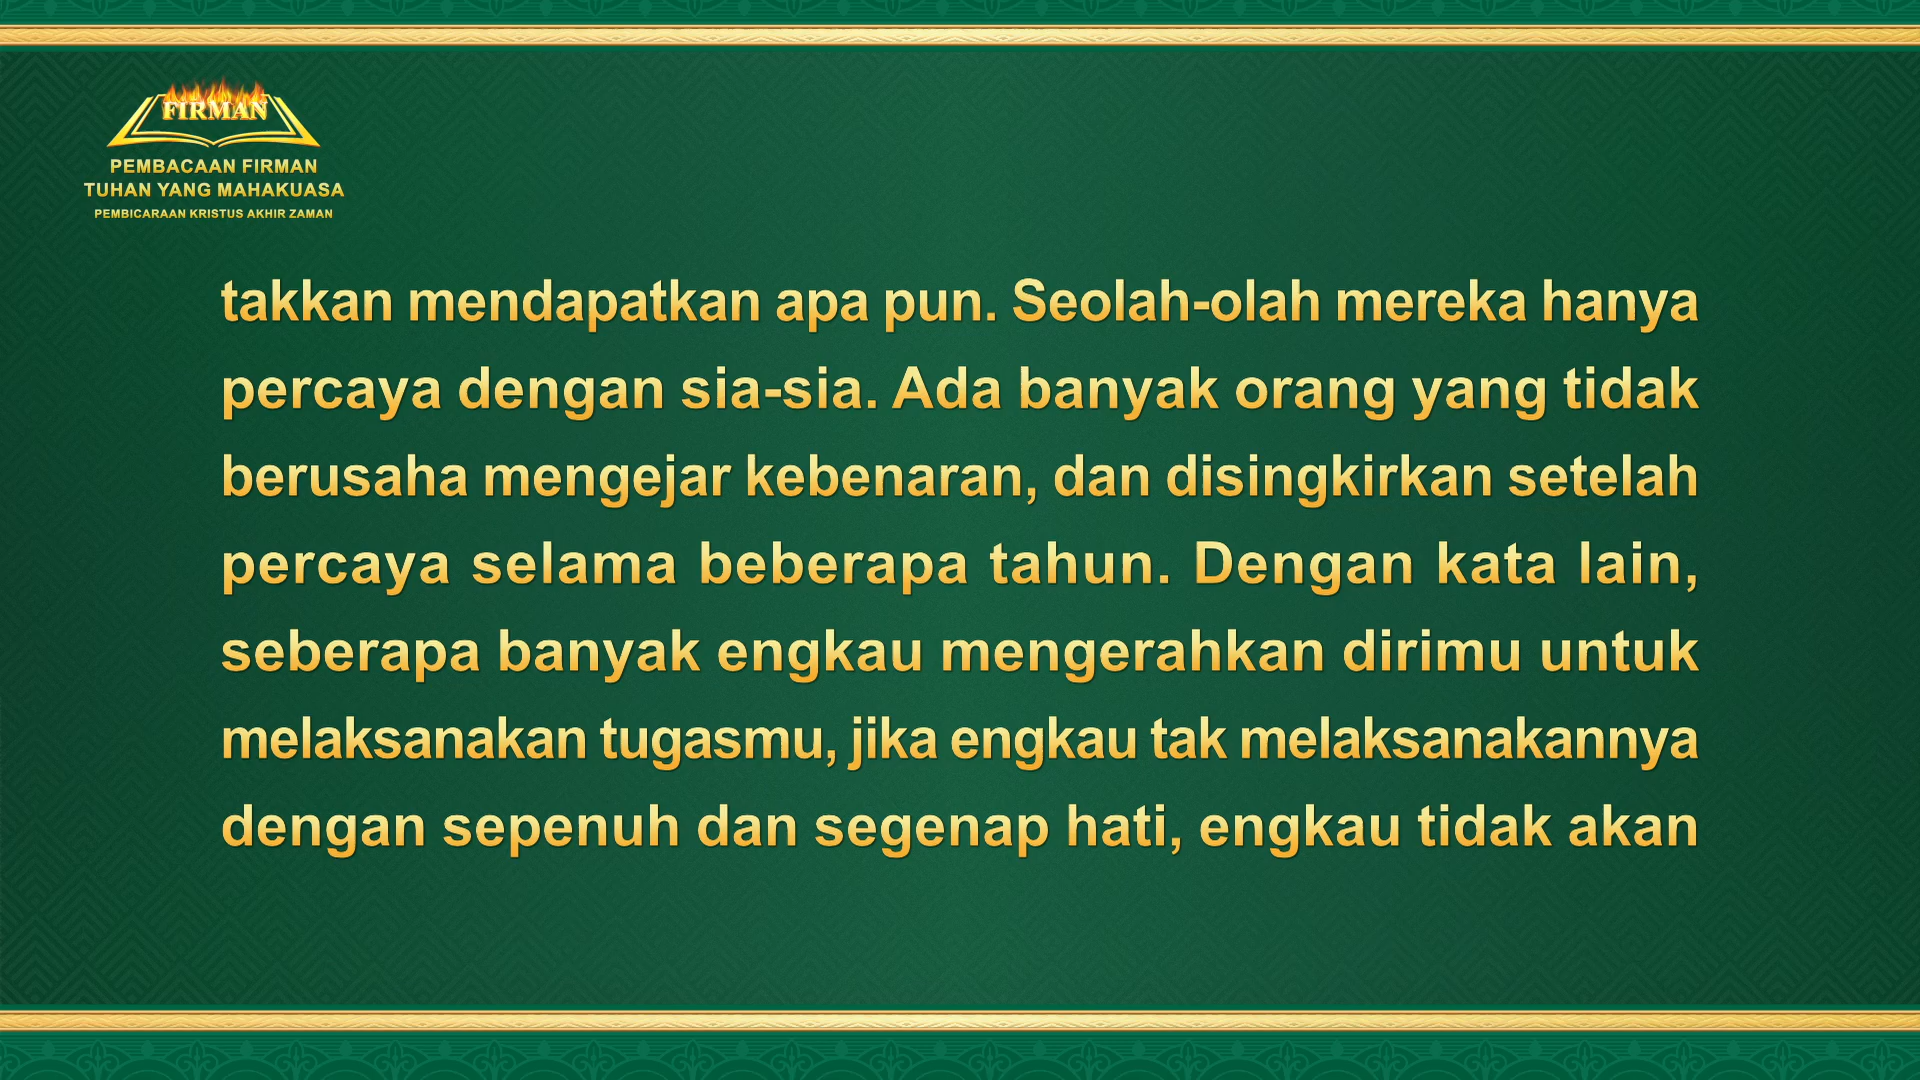 FIRMAN
PEMBACAAN FIRMAN
TUHAN YANG MAHAKUASA
PEMBICARAAN KRISTUS AKHIR ZAMAN
takkan mendapatkan apa pun. Seolah-olah mereka hanya
percaya dengan sia-sia. Ada banyak orang yang tidak
berusaha mengejar kebenaran, dan disingkirkan setelah
percaya selama beberapa tahun. Dengan kata lain,
seberapa banyak engkau mengerahkan dirimu untuk
melaksanakan tugasmu, jika engkau tak melaksanakannya
dengan sepenuh dan segenap hati, engkau tidak akan